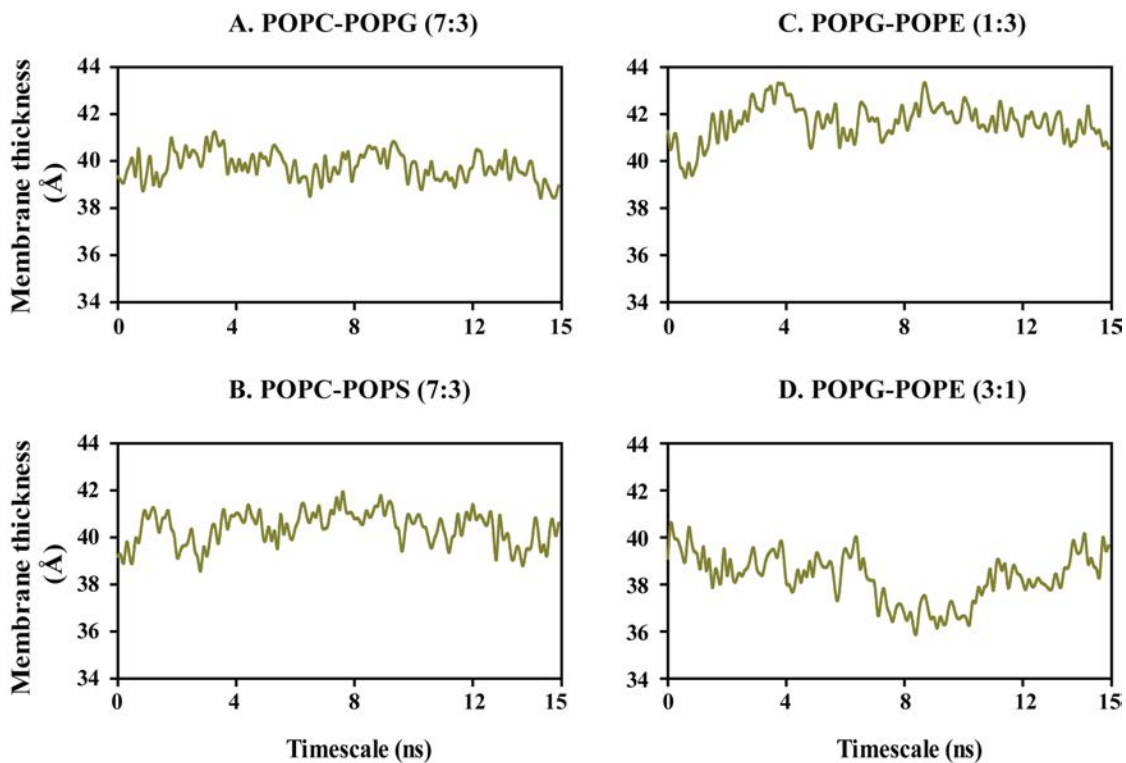 A. POPC-POPG (7:3)
Membrane thickness
(Å)
44
42
40
38
36
34
0 4 8 12 15
C. POPG-POPE (1:3)
44
42
40
38
36
34
0 4 8 12 15
B. POPC-POPS (7:3)
Membrane thickness
(Å)
44
42
40
38
36
34
0 4 8 12 15
Timescale (ns)
D. POPG-POPE (3:1)
44
42
40
38
36
34
0 4 8 12 15
Timescale (ns)